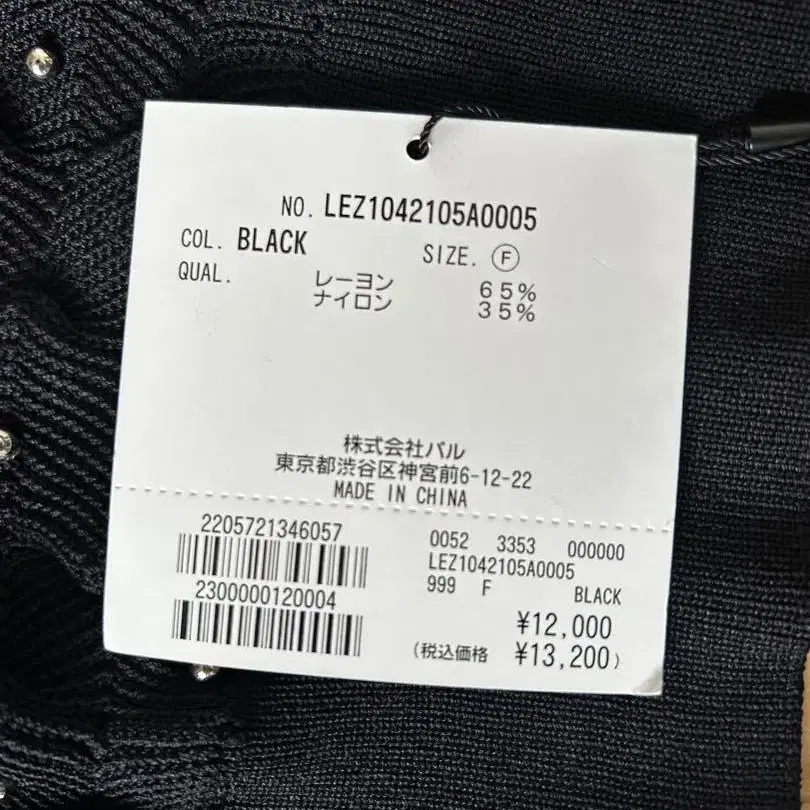 NO. LEZ1042105A0005
COL. BLACK SIZE. Ⓕ
QUAL. レーヨン 65%
ナイロン 35%
株式会社パル
東京都渋谷区神宮前6-12-22
MADE IN CHINA
2205721346057
2300000120004
0052 3353 000000
LEZ1042105A0005
999 F BLACK
¥12,000
(税込価格 ¥13,200)